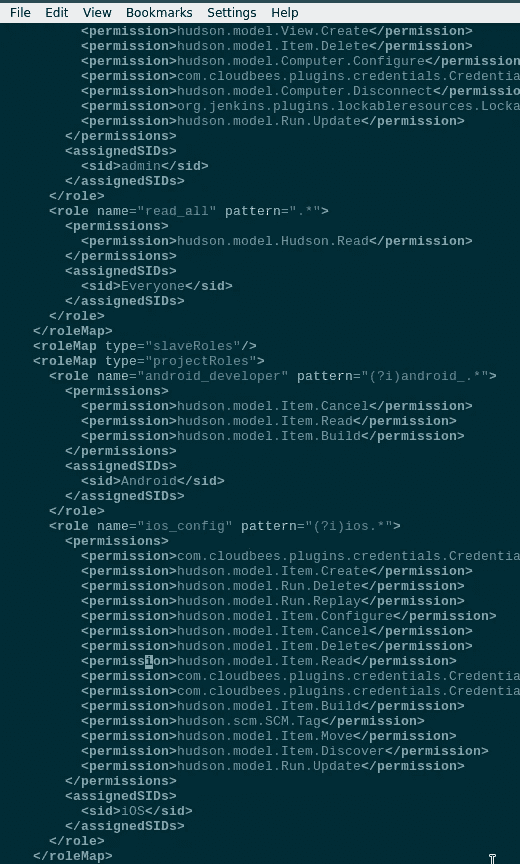 File Edit View Bookmarks Settings Help
<permission>hudson.model.View.Create</permission>
<permission>hudson.model.Item.Delete</permission>
<permission>hudson.model.Computer.Configure</permission
<permission>com.cloudbees.plugins.credentials.Credentia
<permission>hudson.model.Computer.Disconnect</permissio
<permission>org.jenkins.plugins.lockableresources.Locka
<permission>hudson.model.Run.Update</permission>
</permissions>
<assignedSIDs>
<sid>admin</sid>
</assignedSIDs>
</role>
<role name="read_all" pattern=".*">
<permissions>
<permission>hudson.model.Hudson.Read</permission>
</permissions>
<assignedSIDs>
<sid>Everyone</sid>
</assignedSIDs>
</role>
</roleMap>
<roleMap type="slaveRoles"/>
<roleMap type="projectRoles">
<role name="android_developer" pattern="(?i)android_.*">
<permissions>
<permission>hudson.model.Item.Cancel</permission>
<permission>hudson.model.Item.Read</permission>
<permission>hudson.model.Item.Build</permission>
</permissions>
<assignedSIDs>
<sid>Android</sid>
</assignedSIDs>
</role>
<role name="ios_config" pattern="(?i)ios.*">
<permissions>
<permission>com.cloudbees.plugins.credentials.Credentia
<permission>hudson.model.Item.Create</permission>
<permission>hudson.model.Run.Delete</permission>
<permission>hudson.model.Run.Replay</permission>
<permission>hudson.model.Item.Configure</permission>
<permission>hudson.model.Item.Cancel</permission>
<permission>hudson.model.Item.Delete</permission>
<permission>hudson.model.Item.Read</permission>
<permission>com.cloudbees.plugins.credentials.Credentia
<permission>com.cloudbees.plugins.credentials.Credentia
<permission>hudson.model.Item.Build</permission>
<permission>hudson.scm.SCM.Tag</permission>
<permission>hudson.model.Item.Move</permission>
<permission>hudson.model.Item.Discover</permission>
<permission>hudson.model.Run.Update</permission>
</permissions>
<assignedSIDs>
<sid>iOS</sid>
</assignedSIDs>
</role>
</roleMap>